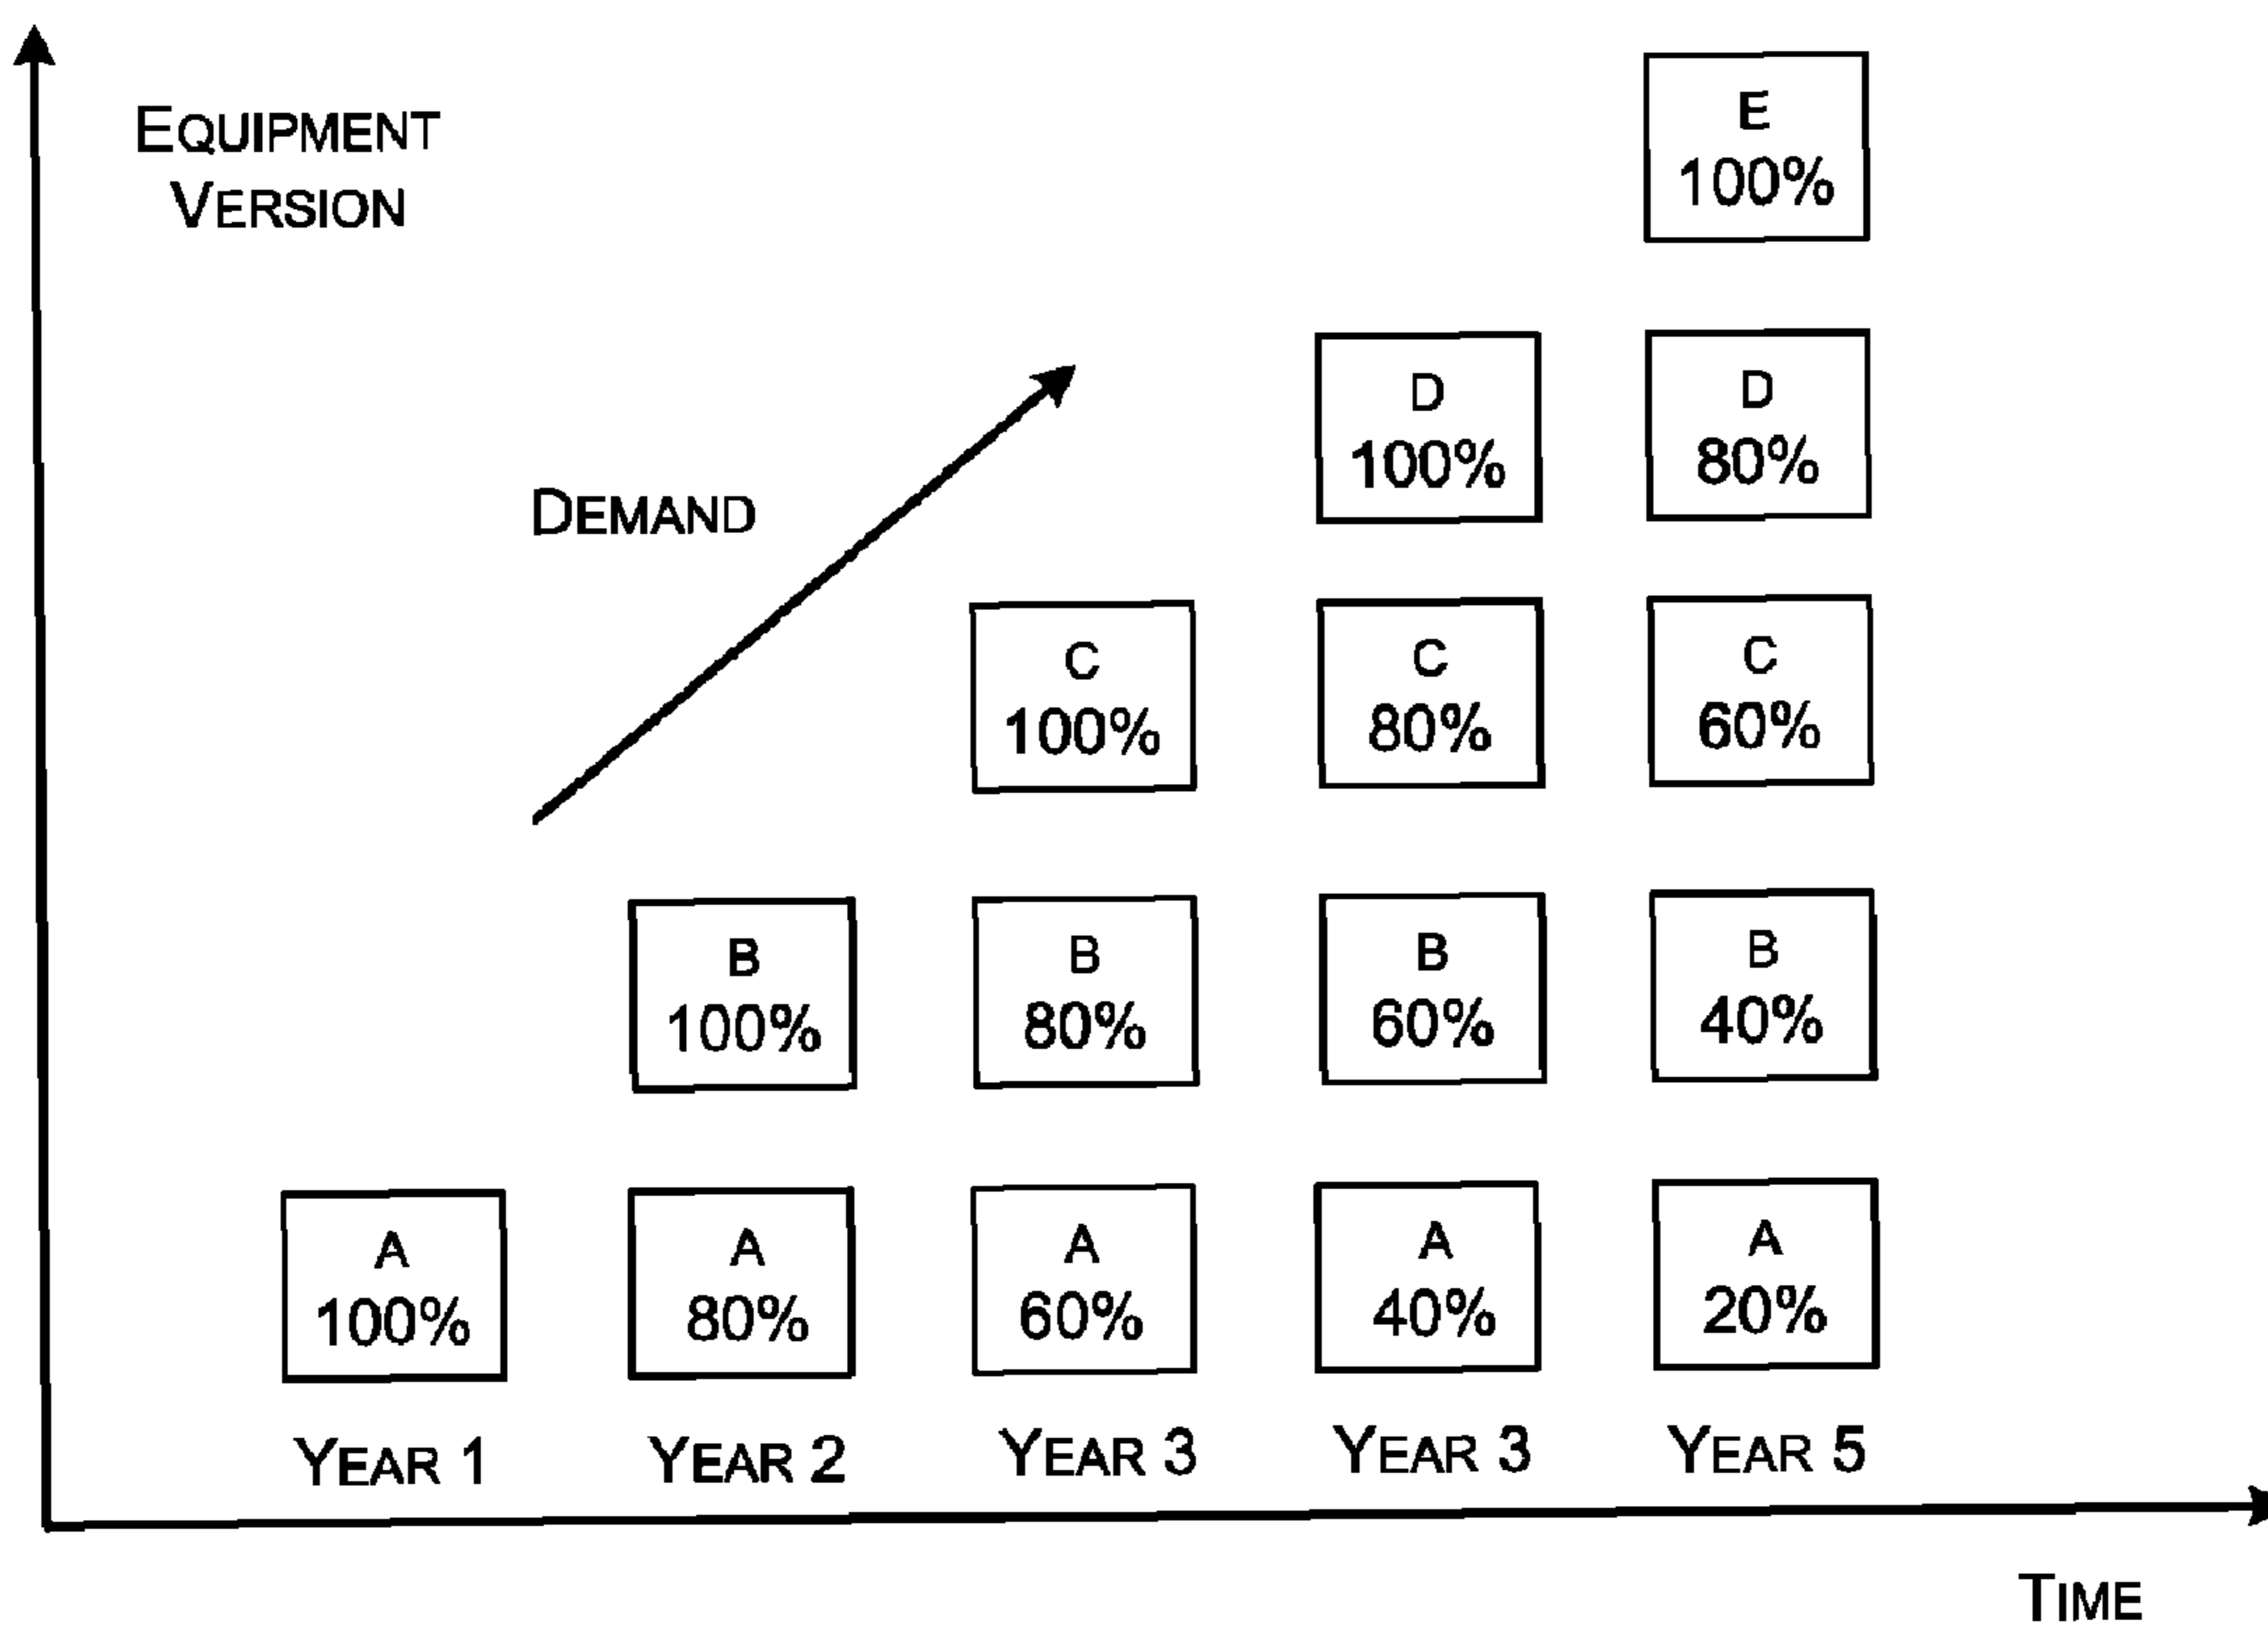 EQUIPMENT
VERSION
E
100%
D
100%
D
80%
DEMAND
C
100%
C
80%
C
60%
B
100%
B
80%
B
60%
B
40%
A
100%
A
80%
A
60%
A
40%
A
20%
YEAR 1
YEAR 2
YEAR 3
YEAR 3
YEAR 5
TIME